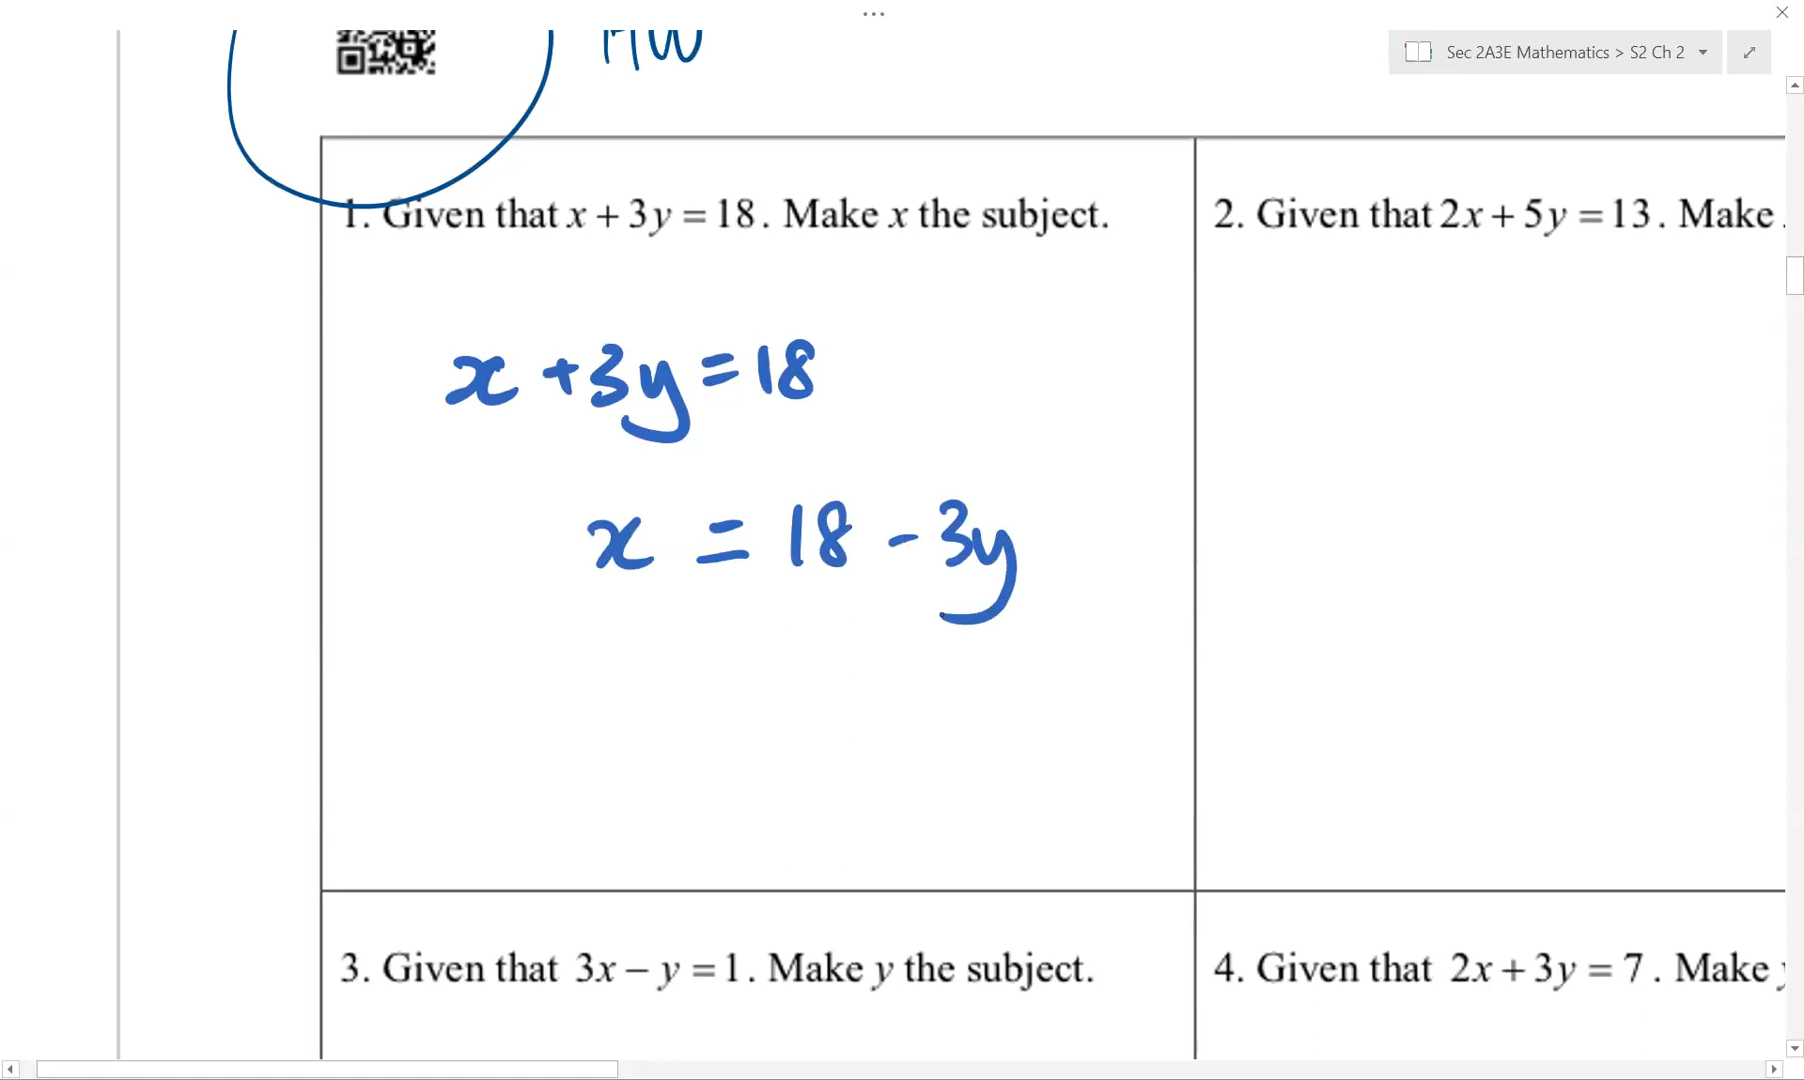 HW
Sec 2A3E Mathematics > S2 Ch 2
1. Given that x + 3y = 18. Make x the subject.
x + 3y = 18
x = 18 - 3y
2. Given that 2x + 5y = 13. Make
3. Given that 3x − y = 1. Make y the subject.
4. Given that 2x + 3y = 7. Make